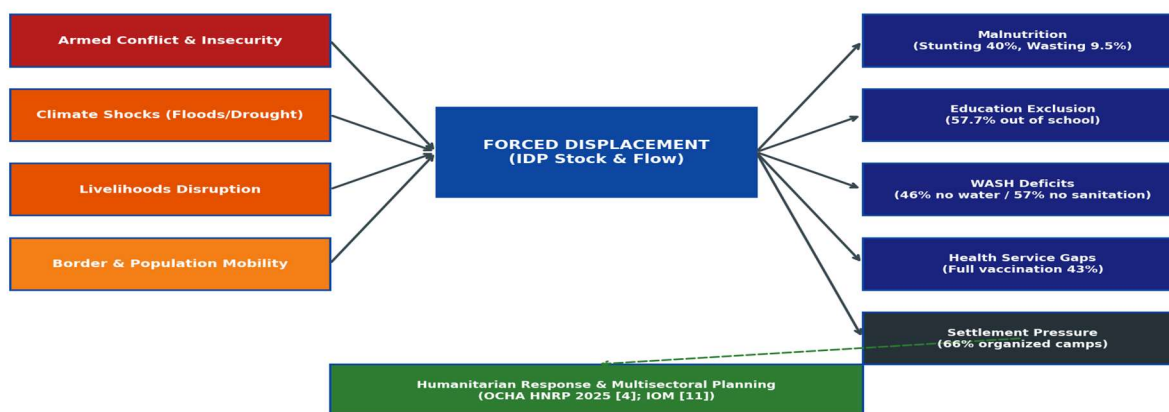 Armed Conflict & Insecurity
Climate Shocks (Floods/Drought)
Livelihoods Disruption
Border & Population Mobility
FORCED DISPLACEMENT
(IDP Stock & Flow)
Malnutrition
(Stunting 40%, Wasting 9.5%)
Education Exclusion
(57.7% out of school)
WASH Deficits
(46% no water / 57% no sanitation)
Health Service Gaps
(Full vaccination 43%)
Settlement Pressure
(66% organized camps)
Humanitarian Response & Multisectoral Planning
(OCHA HNRP 2025 [4]; IOM [11])